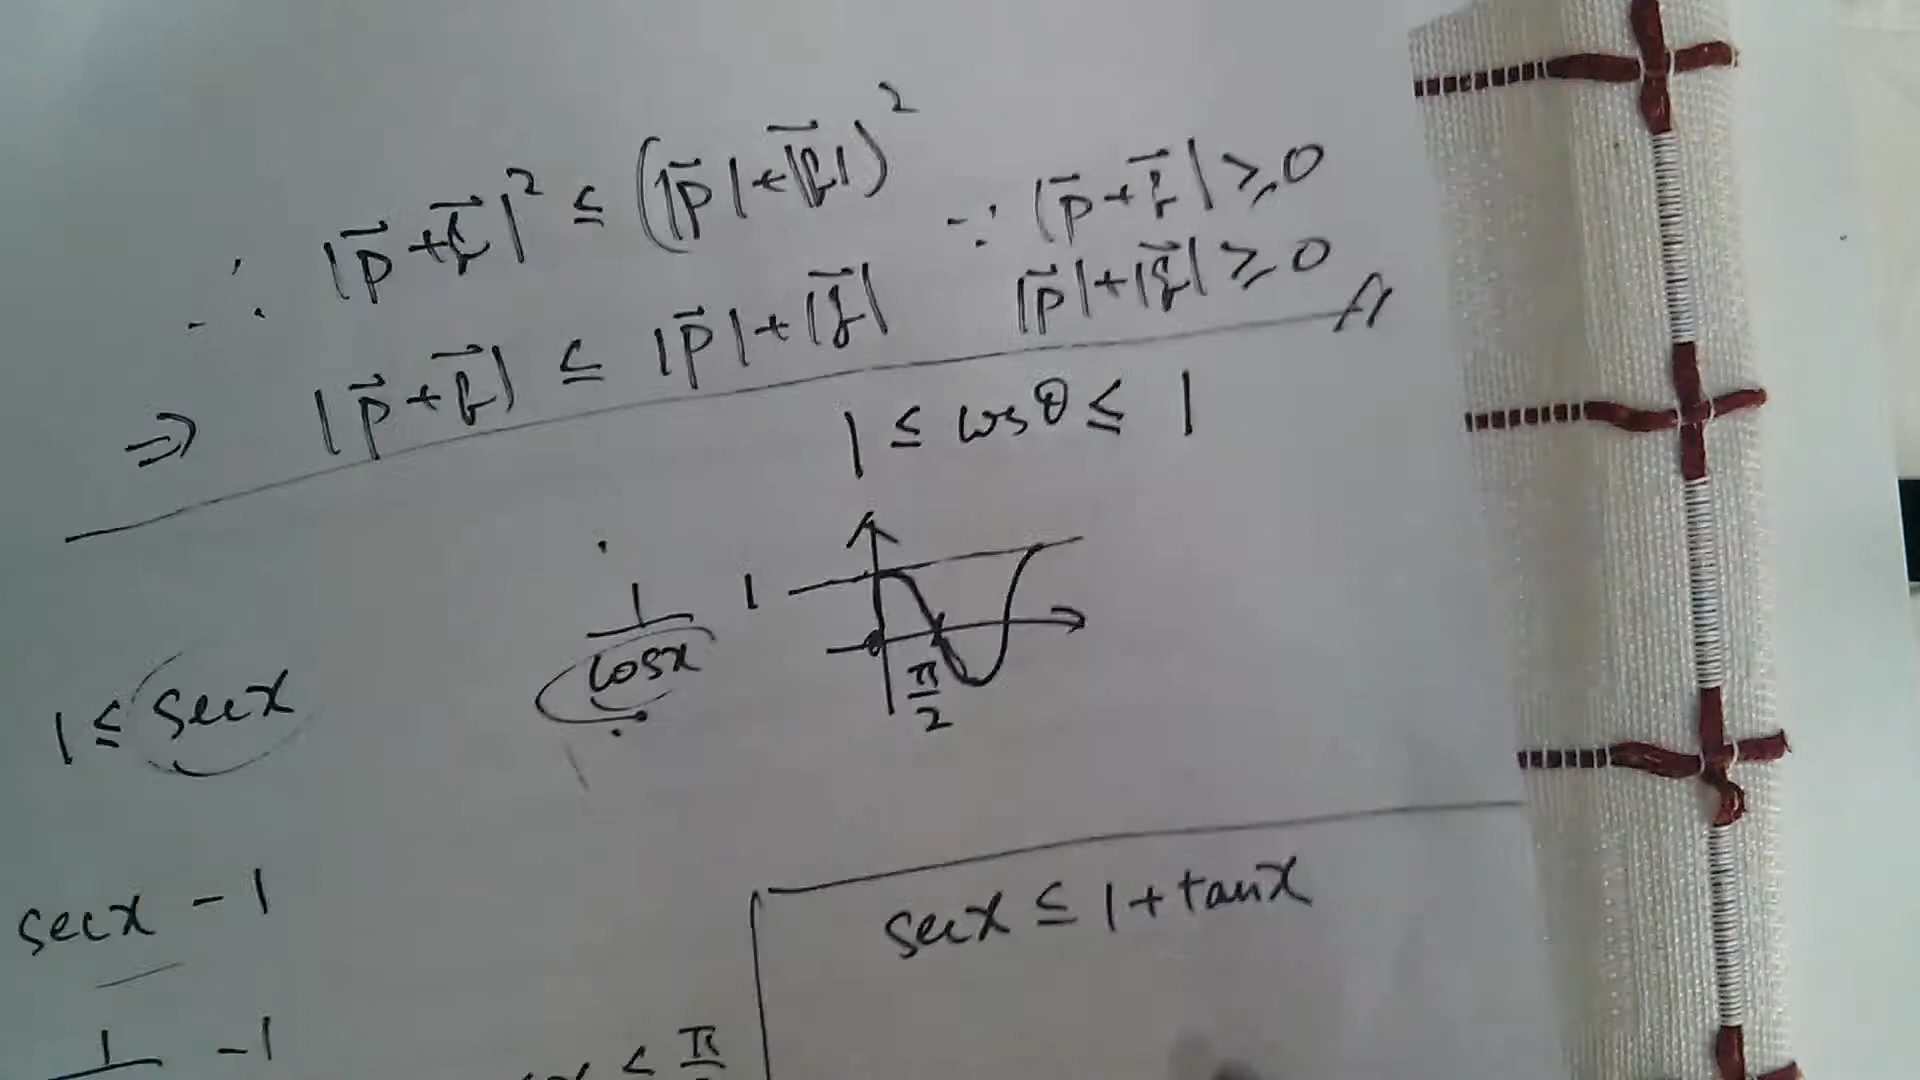 ∴ |p⃗+q⃗|² ≤ (|p⃗|+|q⃗|)² ∵ |p⃗+q⃗| ≥ 0
⇒ |p⃗+q⃗| ≤ |p⃗|+|q⃗| |p⃗|+|q⃗| ≥ 0
1 ≤ cosθ ≤ 1
1 ≤ secx 1/cosx 1
π/2
secx - 1
secx ≤ 1+tanx
1 - 1